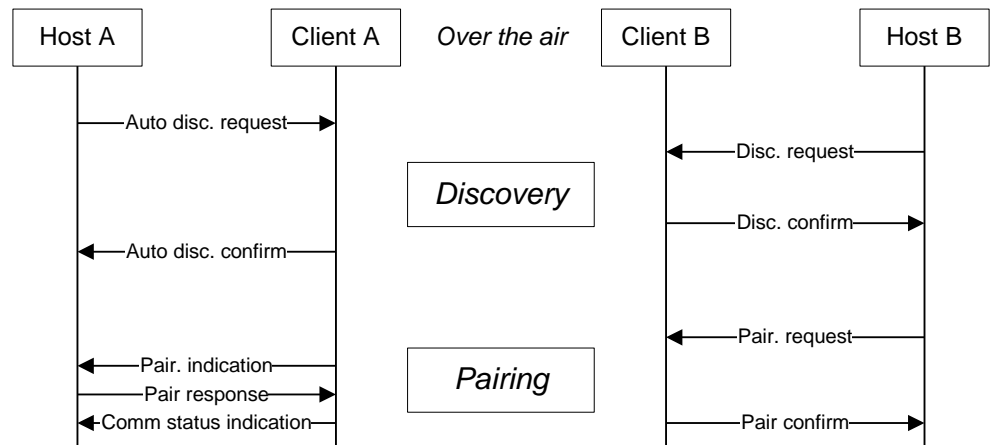 Host A
Client A
Over the air
Client B
Host B
Auto disc. request
Disc. request
Discovery
Disc. confirm
Auto disc. confirm
Pair. request
Pair. indication
Pairing
Pair response
Comm status indication
Pair confirm